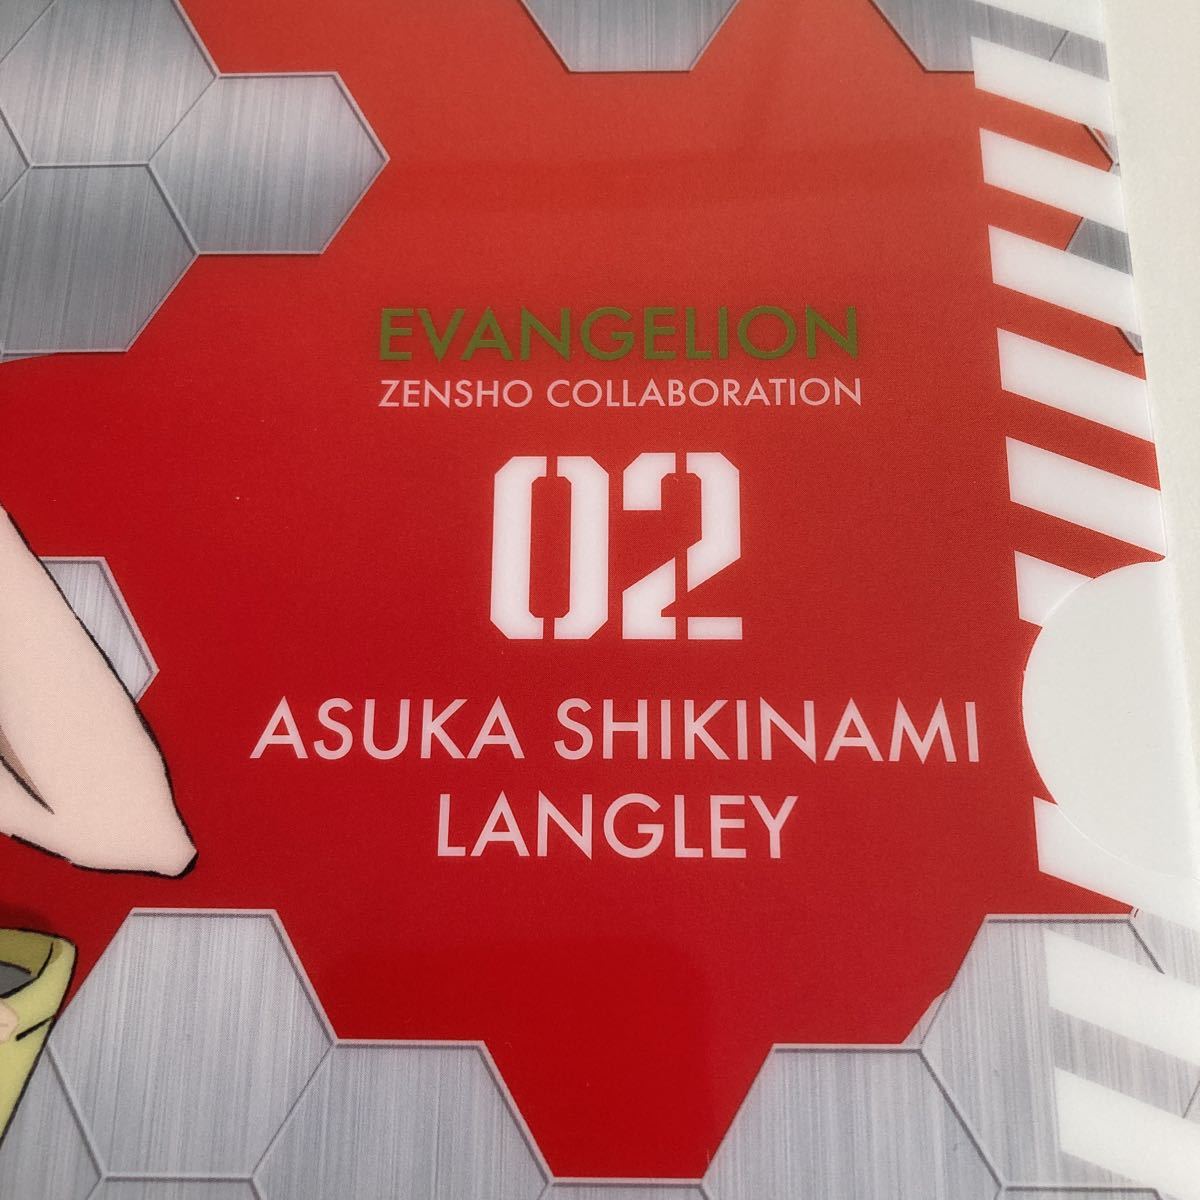 EVANGELION
ZENSHO COLLABORATION
02
ASUKA SHIKINAMI
LANGLEY